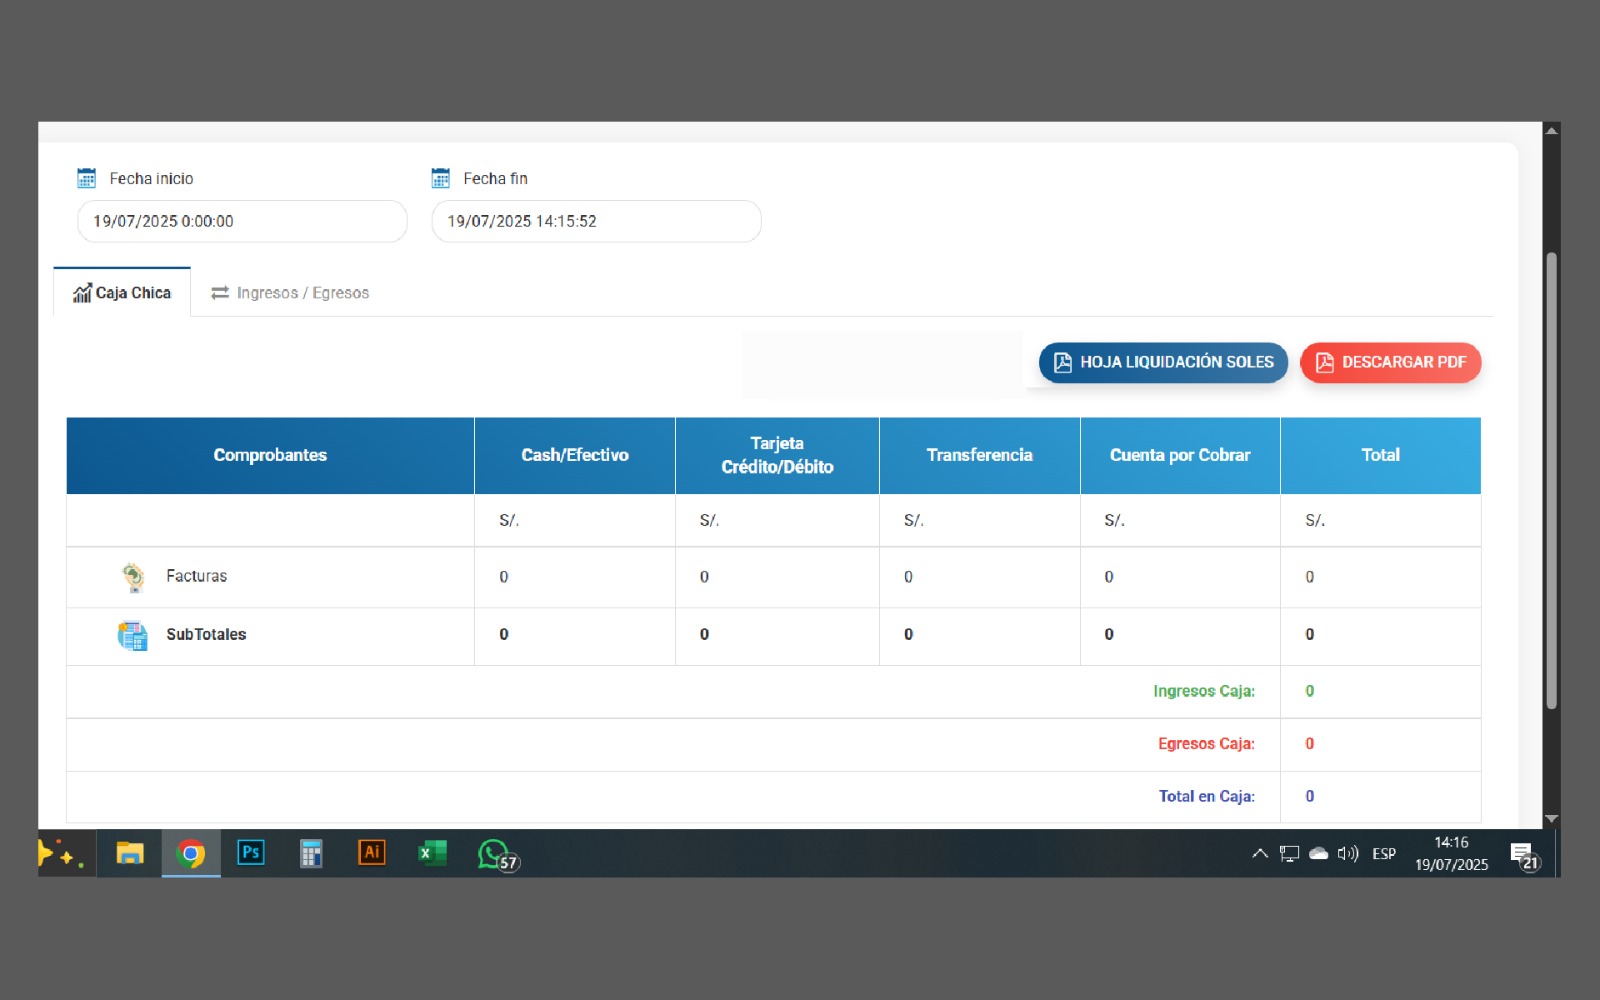 Fecha inicio Fecha fin
19/07/2025 0:00:00 19/07/2025 14:15:52
Caja Chica Ingresos / Egresos
HOJA LIQUIDACIÓN SOLES DESCARGAR PDF
Comprobantes Cash/Efectivo Tarjeta Crédito/Débito Transferencia Cuenta por Cobrar Total
S/. S/. S/. S/. S/.
Facturas 0 0 0 0 0
SubTotales 0 0 0 0 0
Ingresos Caja: 0
Egresos Caja: 0
Total en Caja: 0
Ps Ai X 57 ESP 14:16
19/07/2025 21